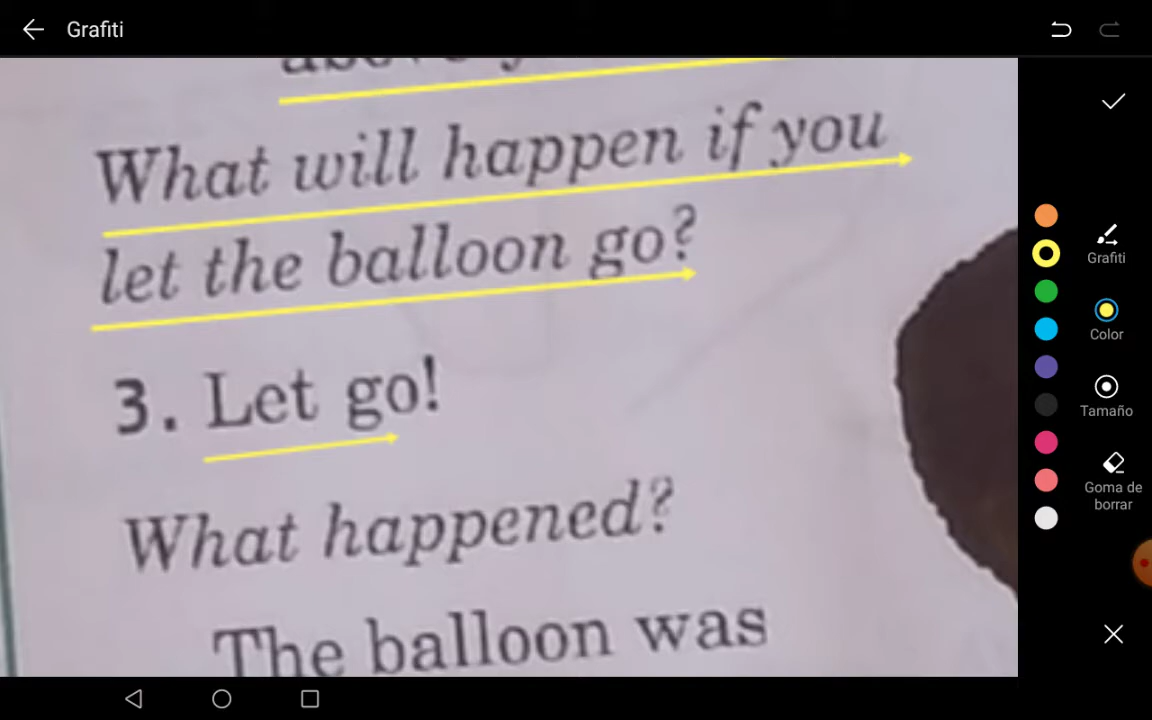 Grafiti
What will happen if you
let the balloon go?
3. Let go!
What happened?
The balloon was
Grafiti
Color
Tamaño
Goma de
borrar